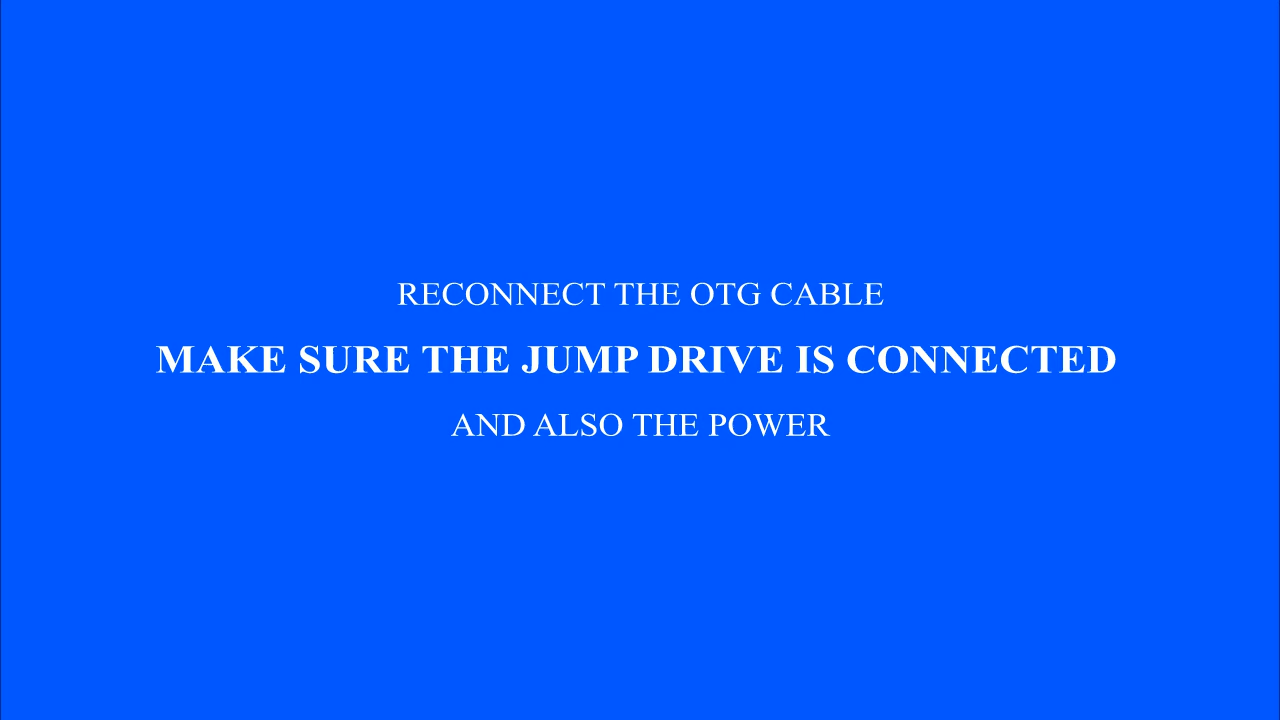 RECONNECT THE OTG CABLE
MAKE SURE THE JUMP DRIVE IS CONNECTED
AND ALSO THE POWER